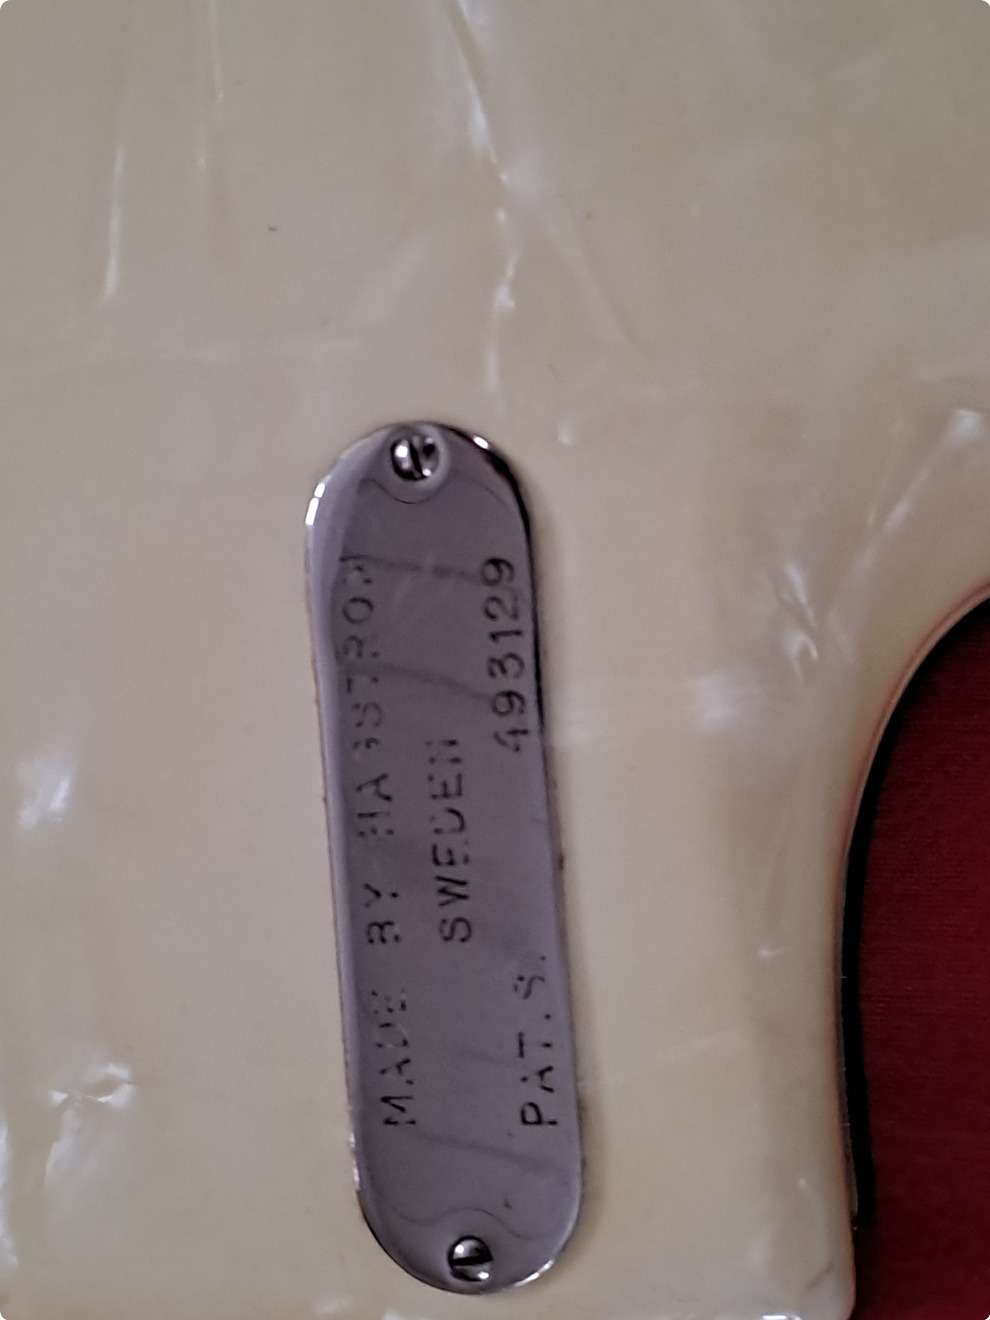 MADE BY HAGSTROM
SWEDEN
PAT.S. 493129